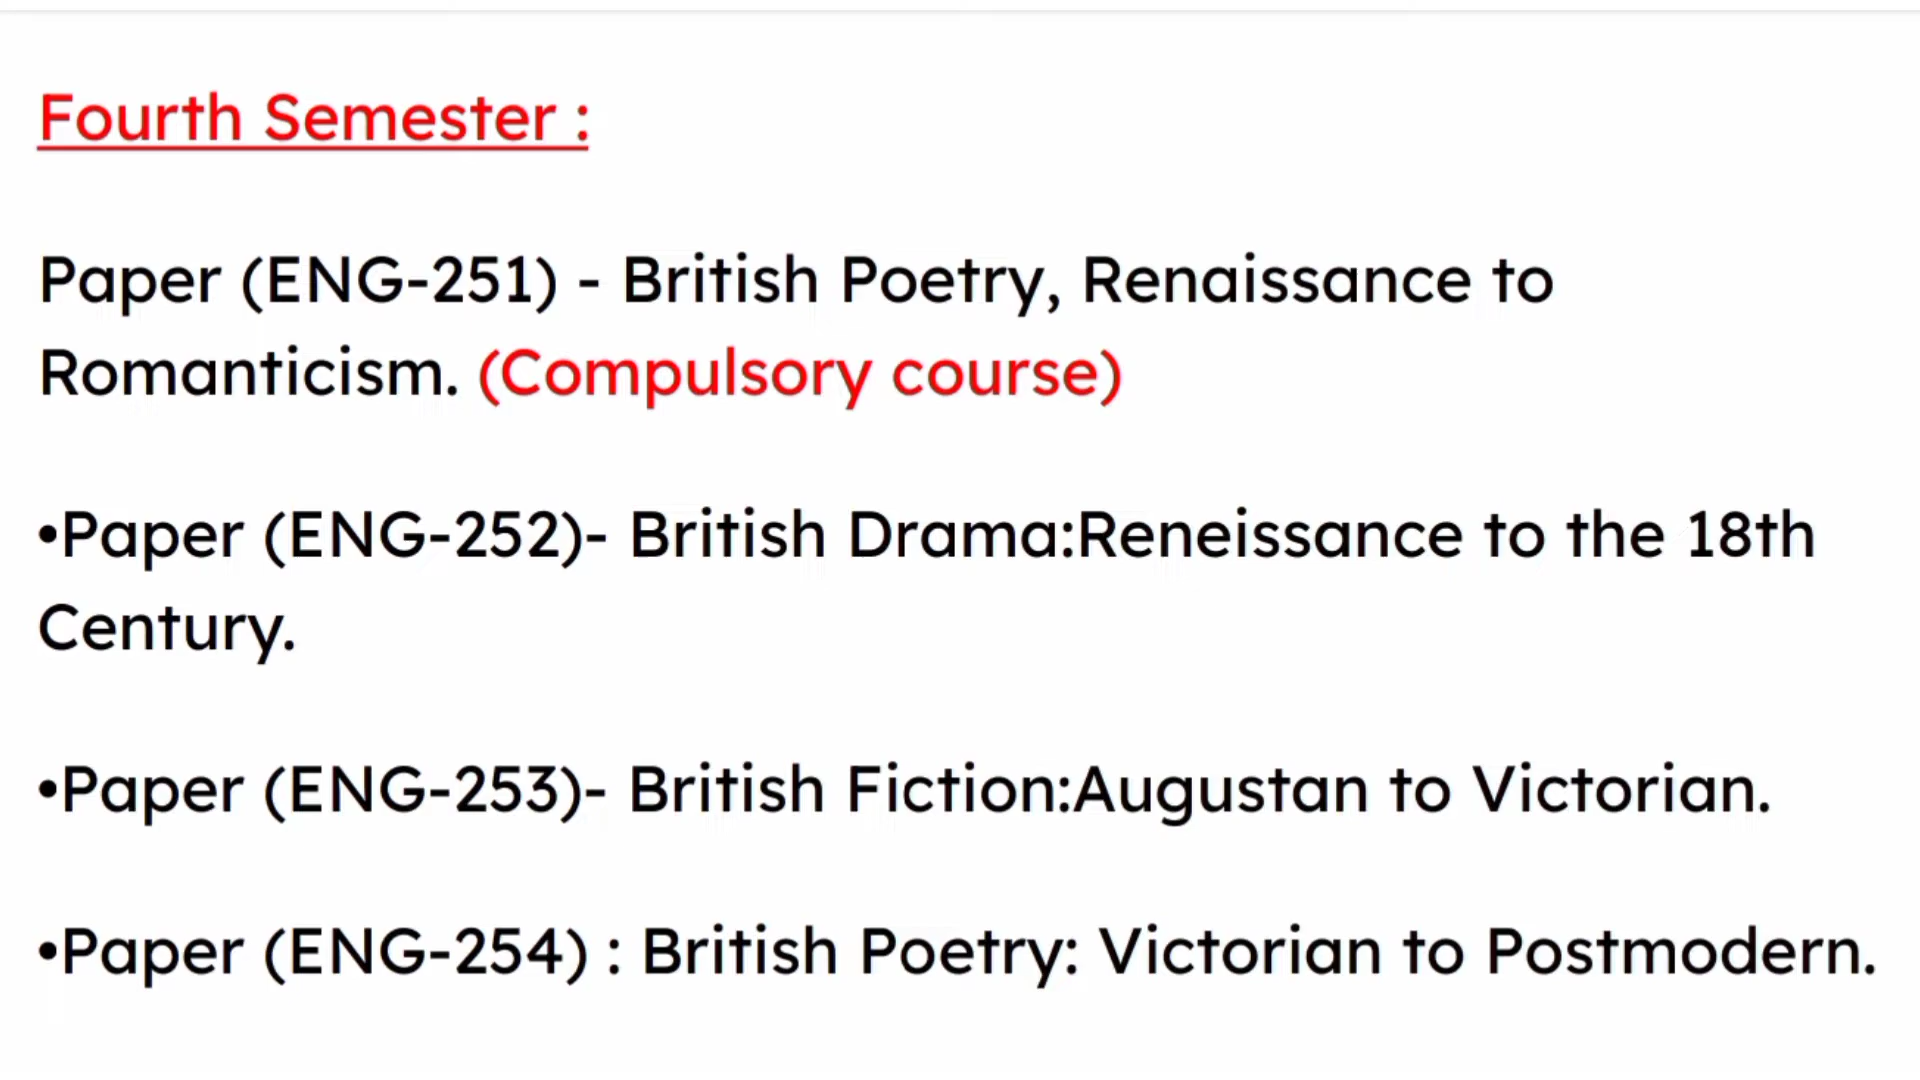 Fourth Semester :
Paper (ENG-251) - British Poetry, Renaissance to
Romanticism. (Compulsory course)
•Paper (ENG-252)- British Drama:Reneissance to the 18th
Century.
•Paper (ENG-253)- British Fiction:Augustan to Victorian.
•Paper (ENG-254) : British Poetry: Victorian to Postmodern.